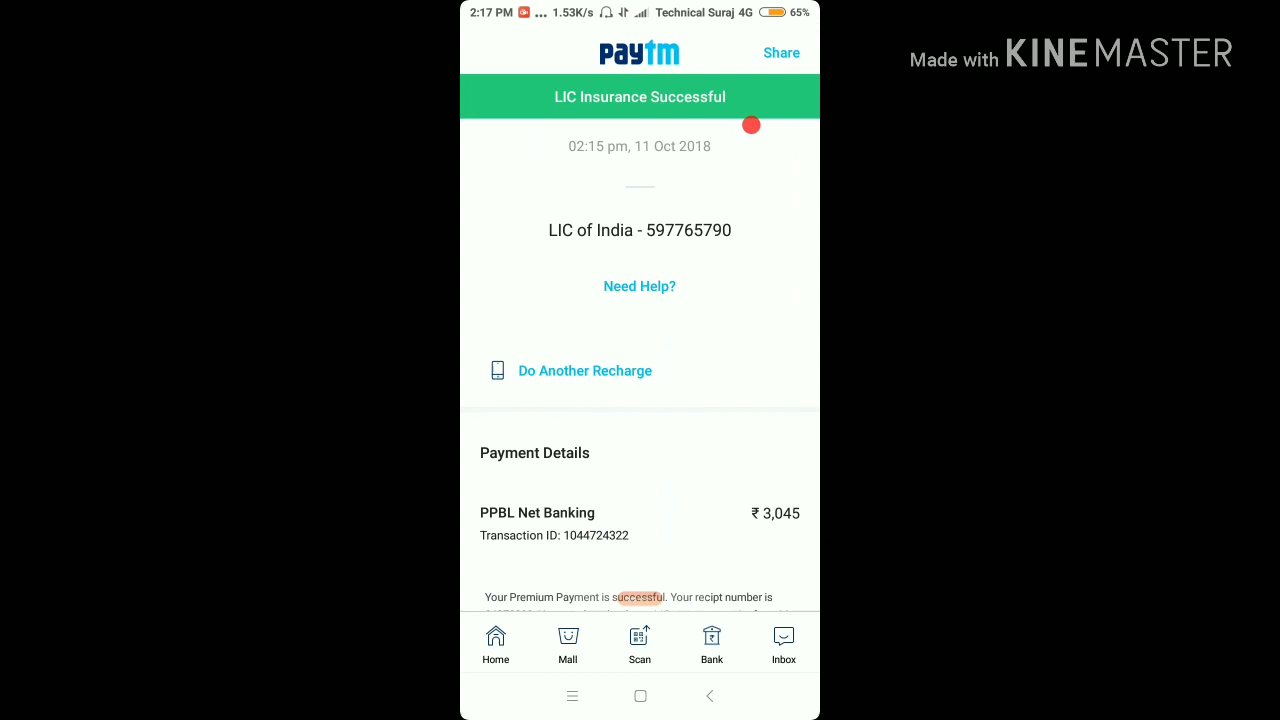 2:17 PM ... 1.53K/s Technical Suraj 4G 65%
Made with KINEMASTER
paytm Share
LIC Insurance Successful
02:15 pm, 11 Oct 2018
LIC of India - 597765790
Need Help?
Do Another Recharge
Payment Details
PPBL Net Banking ₹ 3,045
Transaction ID: 1044724322
Your Premium Payment is successful. Your recipt number is
Home Mall Scan Bank Inbox